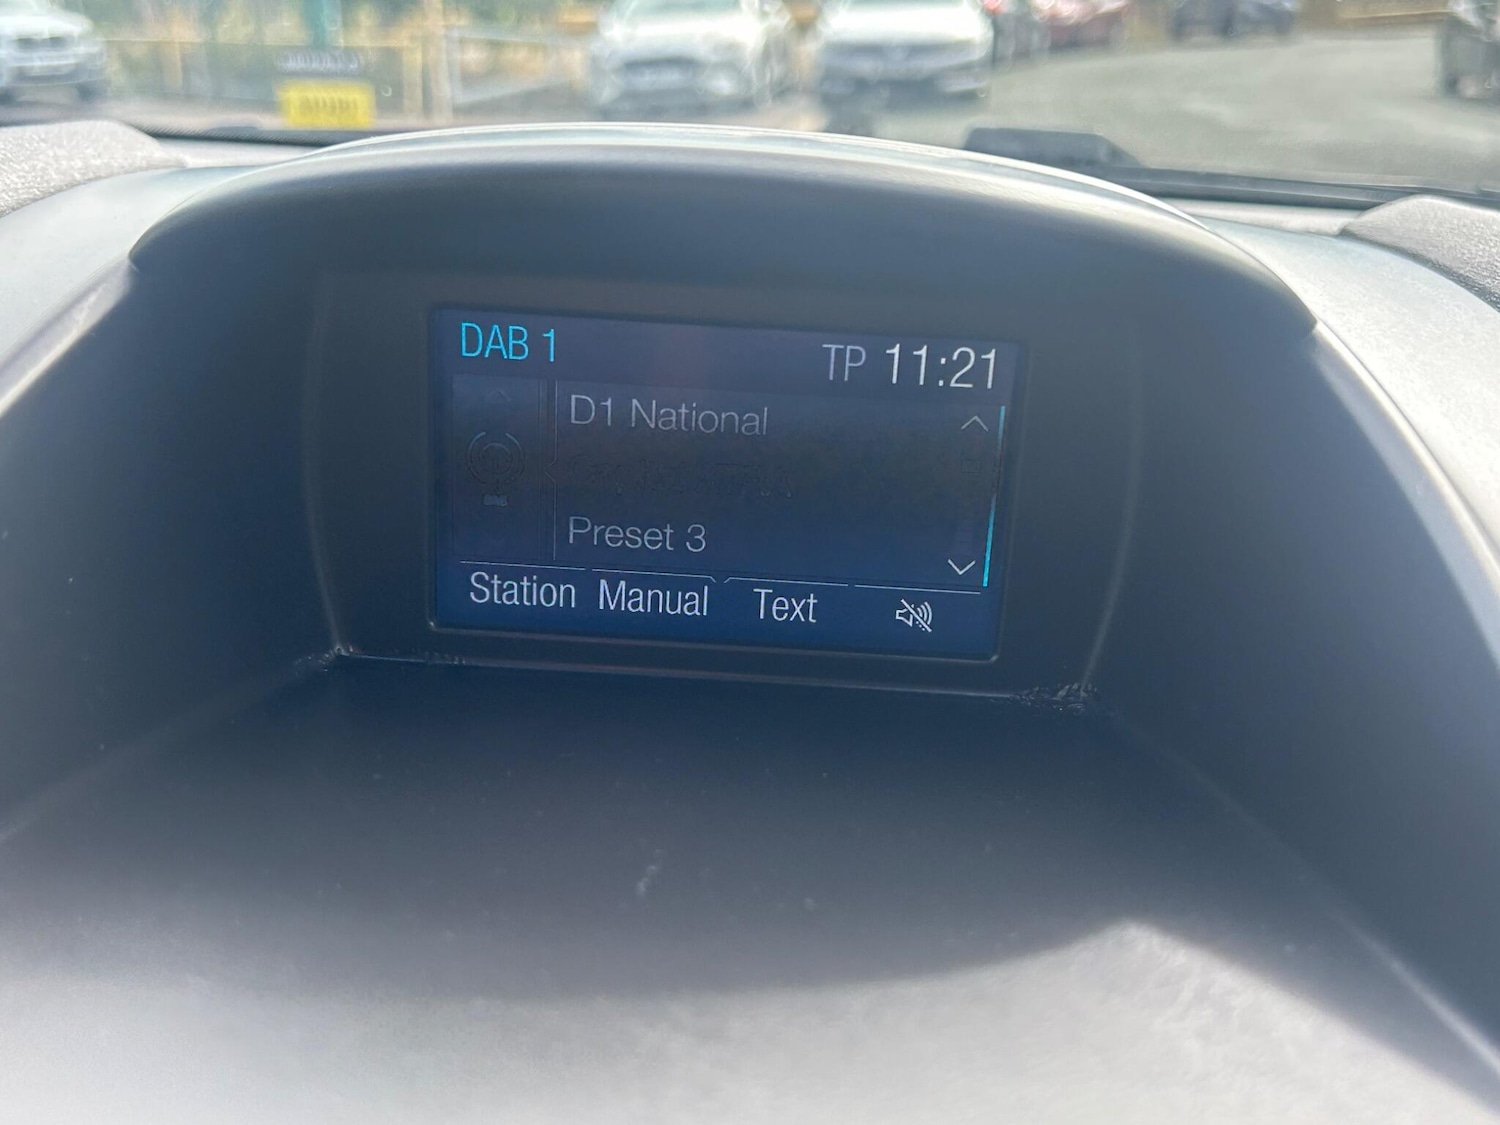 DAB 1
TP 11:21
D1 National
Preset 3
Station Manual Text